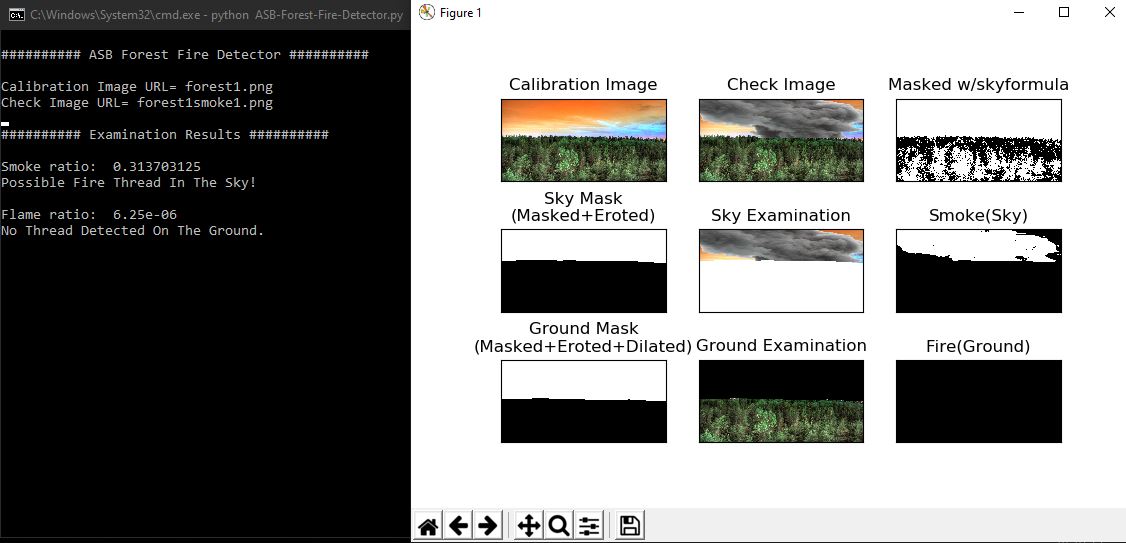 C:\Windows\System32\cmd.exe - python  ASB-Forest-Fire-Detector.py
########## ASB Forest Fire Detector ##########
Calibration Image URL= forest1.png
Check Image URL= forest1smoke1.png
########## Examination Results ##########
Smoke ratio:  0.313703125
Possible Fire Thread In The Sky!
Flame ratio:  6.25e-06
No Thread Detected On The Ground.
Figure 1
Calibration Image
Check Image
Masked w/skyformula
Sky Mask
(Masked+Eroted)
Sky Examination
Smoke(Sky)
Ground Mask
(Masked+Eroted+Dilated)
Ground Examination
Fire(Ground)